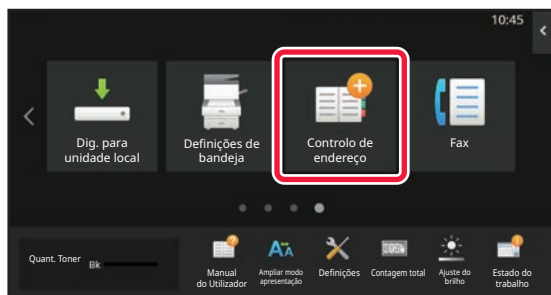 10:45
Dig. para
unidade local
Definições de
bandeja
Controlo de
endereço
Fax
Quant. Toner
Bk
Manual
do Utilizador
Ampliar modo
apresentação
Definições
Contagem total
Ajuste do
brilho
Estado do
trabalho